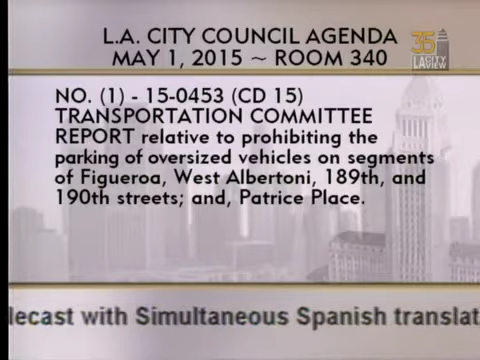 L.A. CITY COUNCIL AGENDA
MAY 1, 2015 ~ ROOM 340
35
LA CITY
VIEW
NO. (1) - 15-0453 (CD 15)
TRANSPORTATION COMMITTEE
REPORT relative to prohibiting the
parking of oversized vehicles on segments
of Figueroa, West Albertoni, 189th, and
190th streets; and, Patrice Place.
lecast with Simultaneous Spanish translat